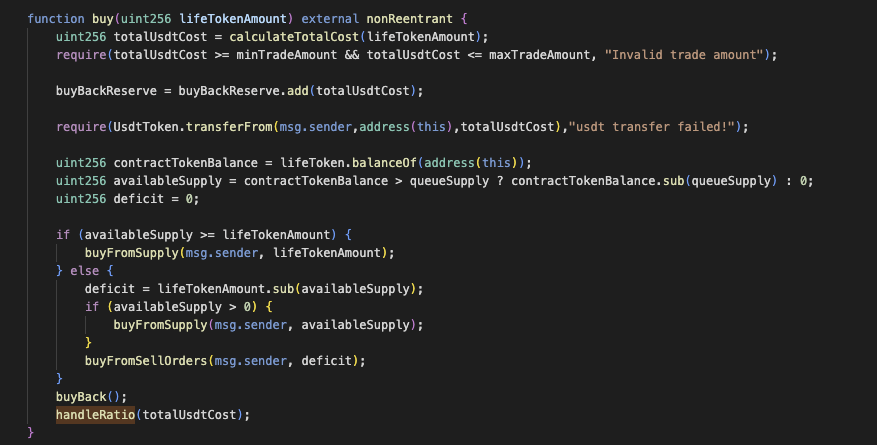 function buy(uint256 lifeTokenAmount) external nonReentrant {
uint256 totalUsdtCost = calculateTotalCost(lifeTokenAmount);
require(totalUsdtCost >= minTradeAmount && totalUsdtCost <= maxTradeAmount, "Invalid trade amount");
buyBackReserve = buyBackReserve.add(totalUsdtCost);
require(UsdtToken.transferFrom(msg.sender,address(this),totalUsdtCost),"usdt transfer failed!");
uint256 contractTokenBalance = lifeToken.balanceOf(address(this));
uint256 availableSupply = contractTokenBalance > queueSupply ? contractTokenBalance.sub(queueSupply) : 0;
uint256 deficit = 0;
if (availableSupply >= lifeTokenAmount) {
buyFromSupply(msg.sender, lifeTokenAmount);
} else {
deficit = lifeTokenAmount.sub(availableSupply);
if (availableSupply > 0) {
buyFromSupply(msg.sender, availableSupply);
}
buyFromSellOrders(msg.sender, deficit);
}
buyBack();
handleRatio(totalUsdtCost);
}